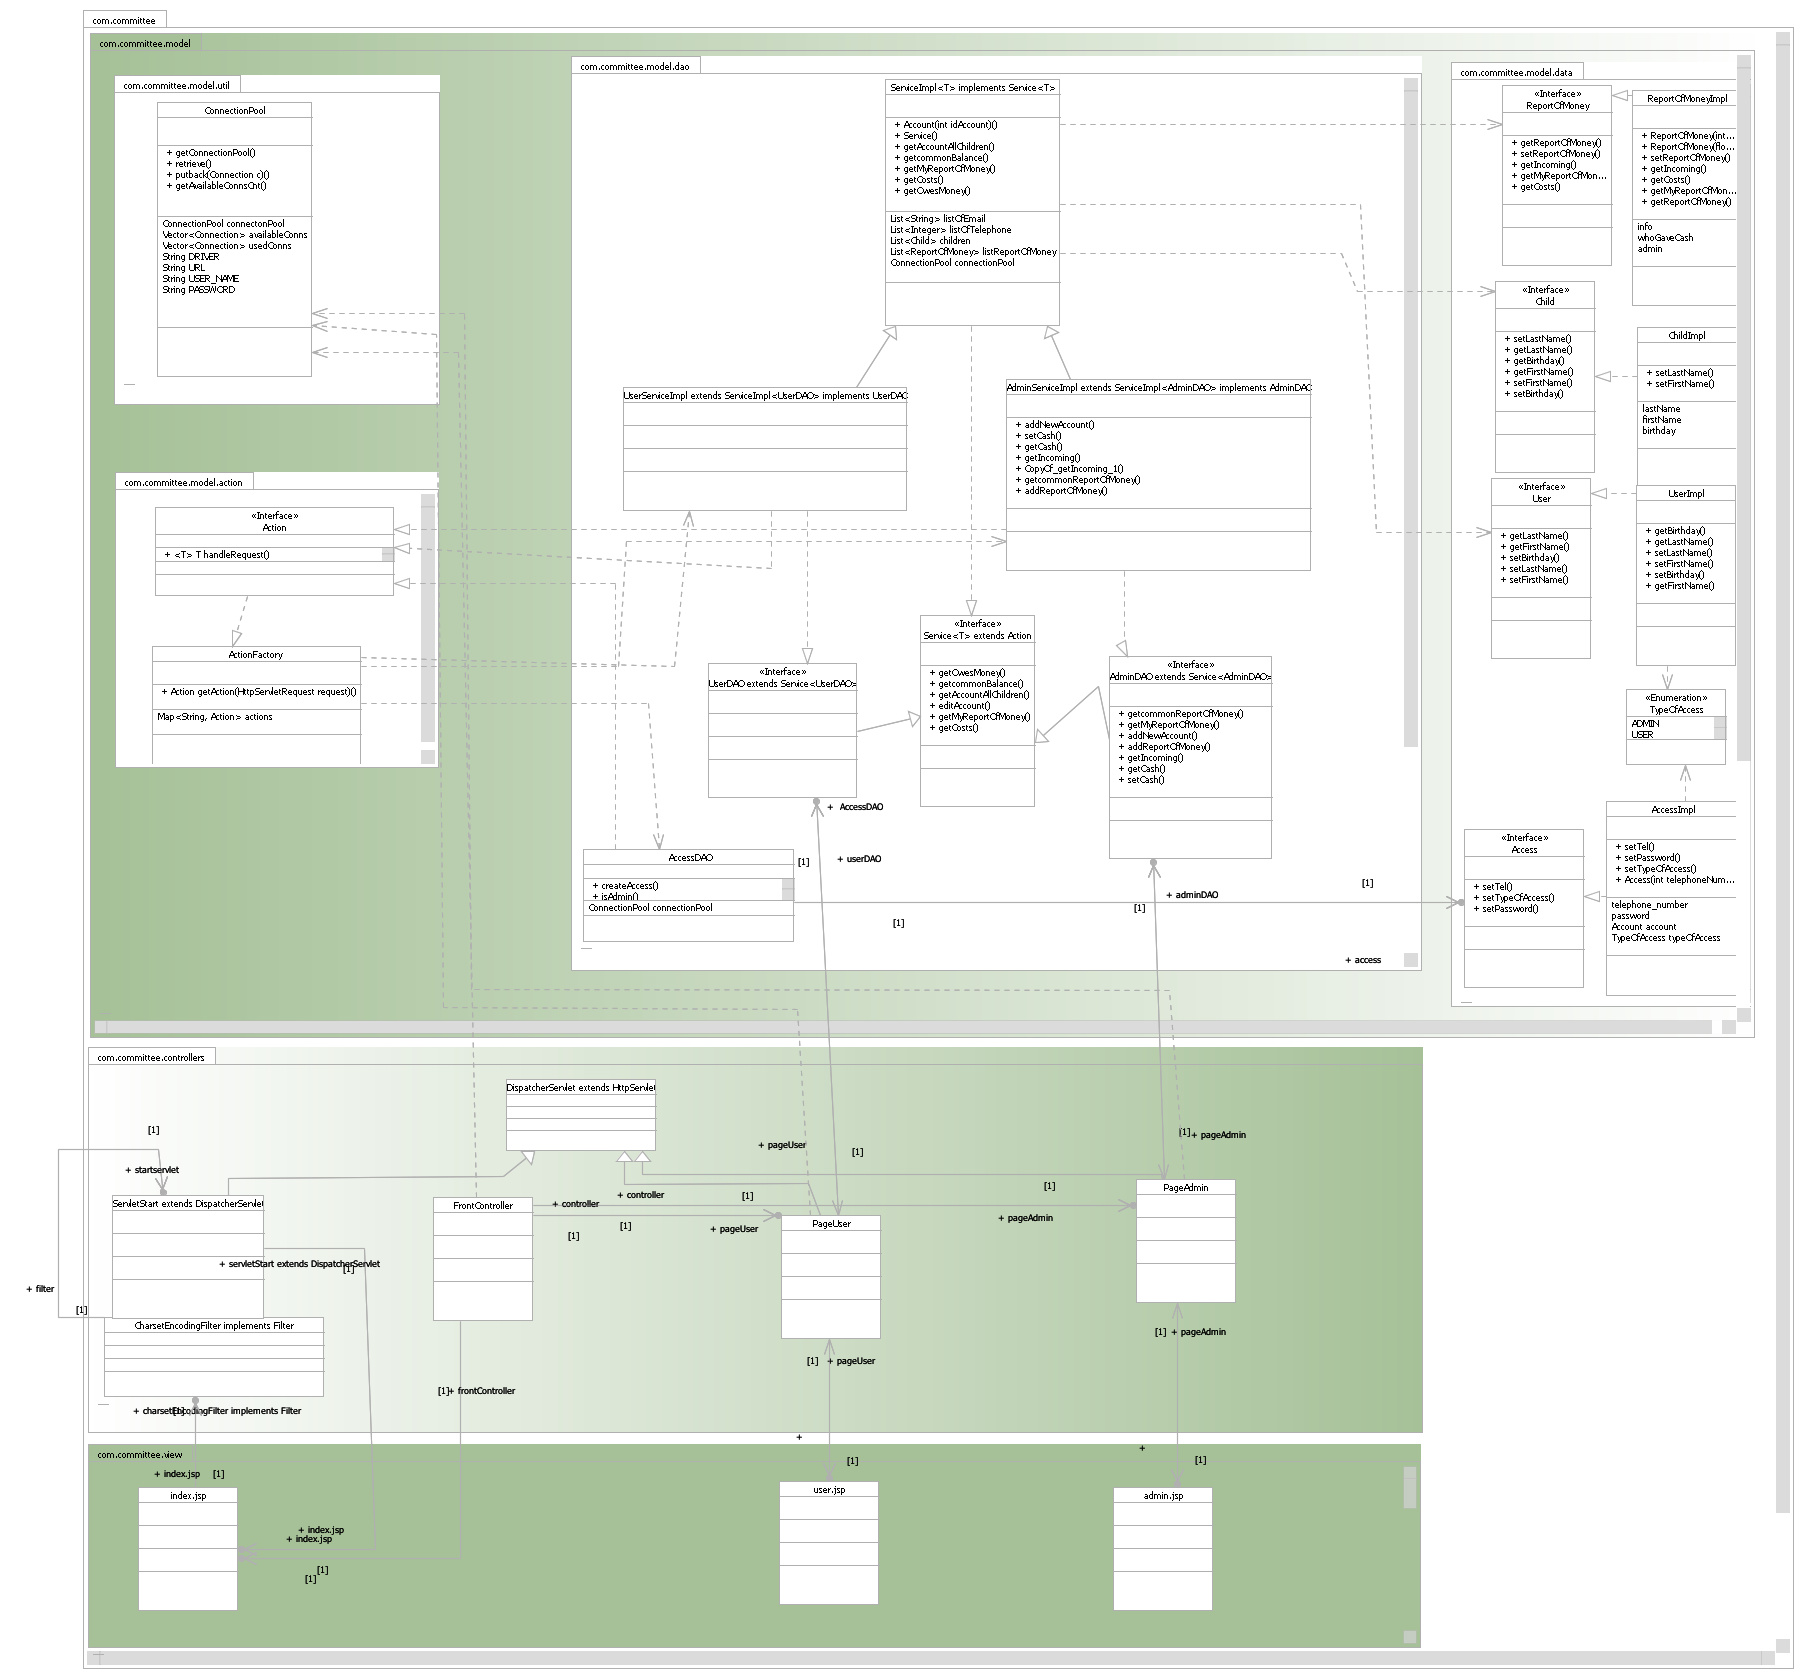 com.committee
com.committee.model
com.committee.model.util
ConnectionPool
+ getConnectionPool()
+ retrieve()
+ putback(Connection c)()
+ getAvailableConnsCnt()
ConnectionPool connectonPool
Vector<Connection> availableConns
Vector<Connection> usedConns
String DRIVER
String URL
String USER_NAME
String PASSWORD
com.committee.model.action
«Interface»
Action
+ <T> T handleRequest()
ActionFactory
+ Action getAction(HttpServletRequest request)()
Map<String, Action> actions
com.committee.model.dao
ServiceImpl<T> implements Service<T>
+ Account(int idAccount)()
+ Service()
+ getAccountAllChildren()
+ getcommonBalance()
+ getMyReportOfMoney()
+ getCosts()
+ getOwesMoney()
List<String> listOfEmail
List<Integer> listOfTelephone
List<Child> children
List<ReportOfMoney> listReportOfMoney
ConnectionPool connectionPool
UserServiceImpl extends ServiceImpl<UserDAO> implements UserDAO
AdminServiceImpl extends ServiceImpl<AdminDAO> implements AdminDAO
+ addNewAccount()
+ setCash()
+ getCash()
+ getIncoming()
+ CopyOf_getIncoming_1()
+ getcommonReportOfMoney()
+ addReportOfMoney()
«Interface»
UserDAO extends Service<UserDAO>
«Interface»
Service<T> extends Action
+ getOwesMoney()
+ getcommonBalance()
+ getAccountAllChildren()
+ editAccount()
+ getMyReportOfMoney()
+ getCosts()
«Interface»
AdminDAO extends Service<AdminDAO>
+ getcommonReportOfMoney()
+ getMyReportOfMoney()
+ addNewAccount()
+ addReportOfMoney()
+ getIncoming()
+ getCash()
+ setCash()
+ AccessDAO
+ userDAO
[1]
AccessDAO
+ createAccess()
+ isAdmin()
ConnectionPool connectionPool
[1]
+ adminDAO
[1]
[1]
+ access
com.committee.model.data
«Interface»
ReportOfMoney
+ getReportOfMoney()
+ setReportOfMoney()
+ getIncoming()
+ getMyReportOfMon...
+ getCosts()
ReportOfMoneyImpl
+ ReportOfMoney(int...
+ ReportOfMoney(flo...
+ setReportOfMoney()
+ getIncoming()
+ getCosts()
+ getMyReportOfMon...
+ getReportOfMoney()
info
whoGaveCash
admin
«Interface»
Child
+ setLastName()
+ getLastName()
+ getBirthday()
+ getFirstName()
+ setFirstName()
+ setBirthday()
ChildImpl
+ setLastName()
+ setFirstName()
lastName
firstName
birthday
«Interface»
User
+ getLastName()
+ getFirstName()
+ setBirthday()
+ setLastName()
+ setFirstName()
UserImpl
+ getBirthday()
+ getLastName()
+ setLastName()
+ setFirstName()
+ setBirthday()
+ getFirstName()
«Enumeration»
TypeOfAccess
ADMIN
USER
«Interface»
Access
+ setTel()
+ setTypeOfAccess()
+ setPassword()
AccessImpl
+ setTel()
+ setPassword()
+ setTypeOfAccess()
+ Access(int telephoneNum...
telephone_number
password
Account account
TypeOfAccess typeOfAccess
com.committee.controllers
DispatcherServlet extends HttpServlet
[1]
+ startservlet
ServletStart extends DispatcherServlet
+ servletStart extends DispatcherServlet
[1]
+ filter
[1]
CharsetEncodingFilter implements Filter
+ charsetEncodingFilter implements Filter
[1]
FrontController
+ controller
[1]
+ controller
[1]
+ pageUser
[1]
[1]
+ pageUser
PageUser
[1]
+ pageAdmin
[1]
+ pageAdmin
PageAdmin
[1] + pageUser
[1] + pageAdmin
[1]+ frontController
+
+
com.committee.view
+ index.jsp [1]
index.jsp
+ index.jsp
+ index.jsp
[1]
[1]
[1]
user.jsp
[1]
admin.jsp